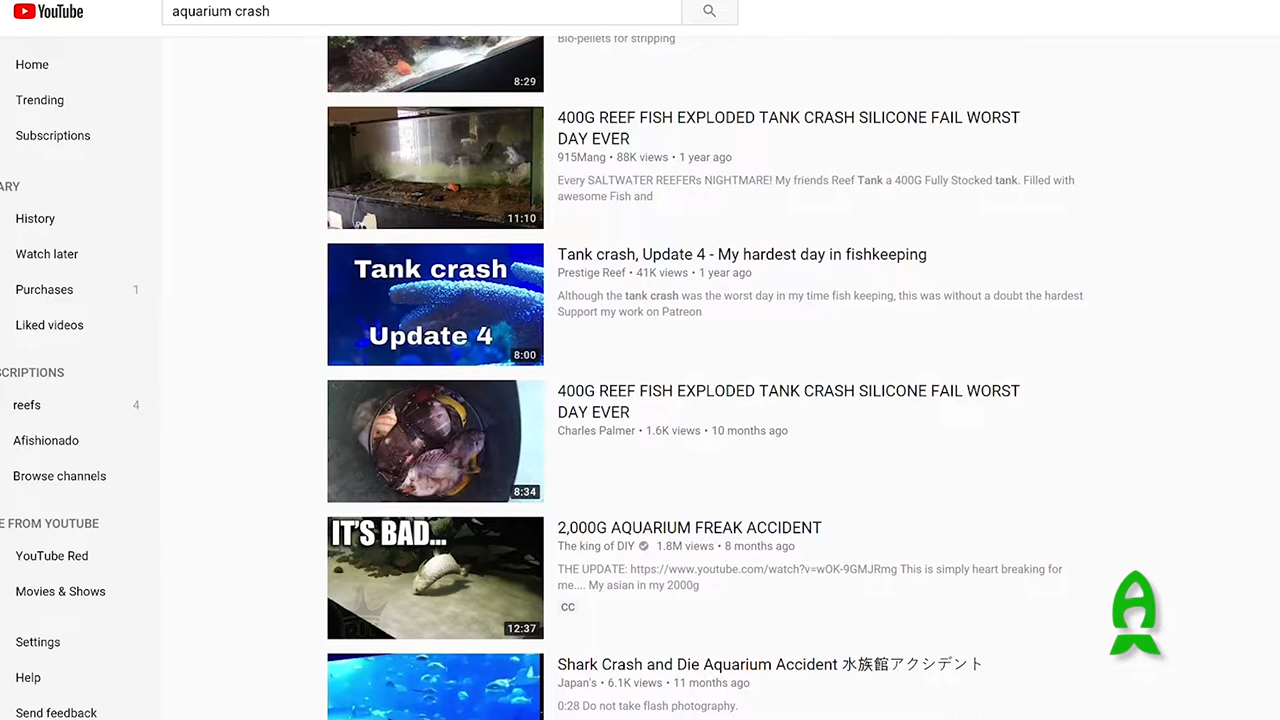 YouTube
aquarium crash
Home
Trending
Subscriptions
ARY
History
Watch later
Purchases 1
Liked videos
SCRIPTIONS
reefs 4
Afishionado
Browse channels
E FROM YOUTUBE
YouTube Red
Movies & Shows
Settings
Help
Send feedback
Bio-pellets for stripping
8:29
400G REEF FISH EXPLODED TANK CRASH SILICONE FAIL WORST
DAY EVER
915Mang • 88K views • 1 year ago
Every SALTWATER REEFERs NIGHTMARE! My friends Reef Tank a 400G Fully Stocked tank. Filled with
awesome Fish and
11:10
Tank crash
Update 4
8:00
Tank crash, Update 4 - My hardest day in fishkeeping
Prestige Reef • 41K views • 1 year ago
Although the tank crash was the worst day in my time fish keeping, this was without a doubt the hardest
Support my work on Patreon
8:34
400G REEF FISH EXPLODED TANK CRASH SILICONE FAIL WORST
DAY EVER
Charles Palmer • 1.6K views • 10 months ago
IT'S BAD...
12:37
2,000G AQUARIUM FREAK ACCIDENT
The king of DIY 1.8M views • 8 months ago
THE UPDATE: https://www.youtube.com/watch?v=wOK-9GMJRmg This is simply heart breaking for
me.... My asian in my 2000g
CC
Shark Crash and Die Aquarium Accident 水族館アクシデント
Japan's • 6.1K views • 11 months ago
0:28 Do not take flash photography.
A